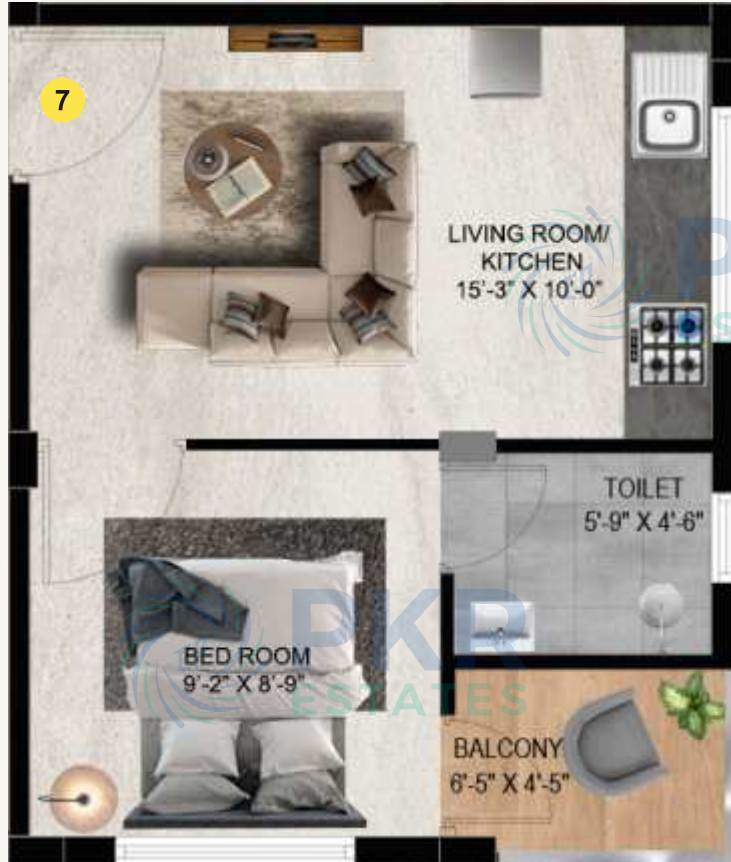 7
LIVING ROOM/
KITCHEN
15'-3" X 10'-0"
TOILET
5'-9" X 4'-6"
BED ROOM
9'-2" X 8'-9"
PKR
ESTATES
BALCONY
6'-5" X 4'-5"